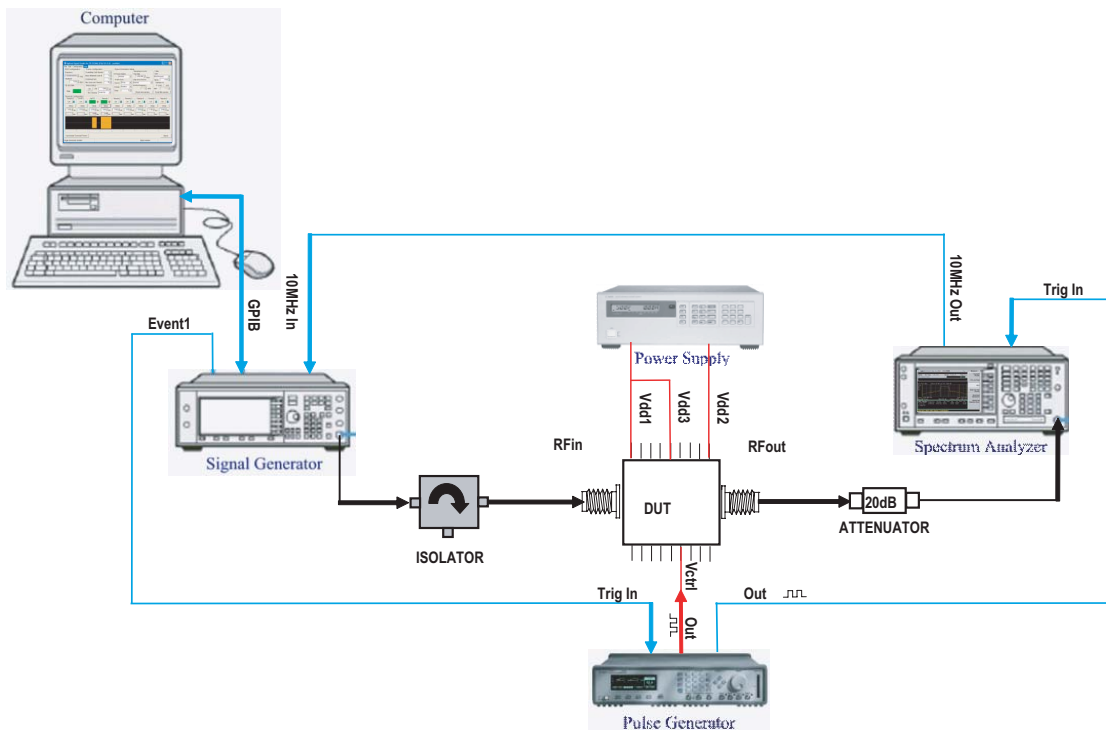 Computer
GPIB
10MHz In
10MHz Out
Trig In
Event1
Power Supply
Vdd1
Vdd3
Vdd2
Signal Generator
Spectrum Analyzer
RFin
RFout
DUT
20dB
ATTENUATOR
ISOLATOR
Vctrl
Trig In
Out
Out
Pulse Generator